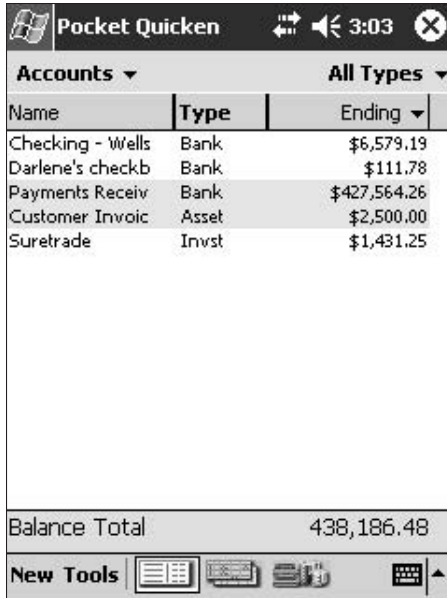 Pocket Quicken 3:03
Accounts All Types
Name Type Ending
Checking - Wells Bank $6,579.19
Darlene's checkb Bank $111.78
Payments Receiv Bank $427,564.26
Customer Invoic Asset $2,500.00
Suretrade Invst $1,431.25
Balance Total 438,186.48
New Tools